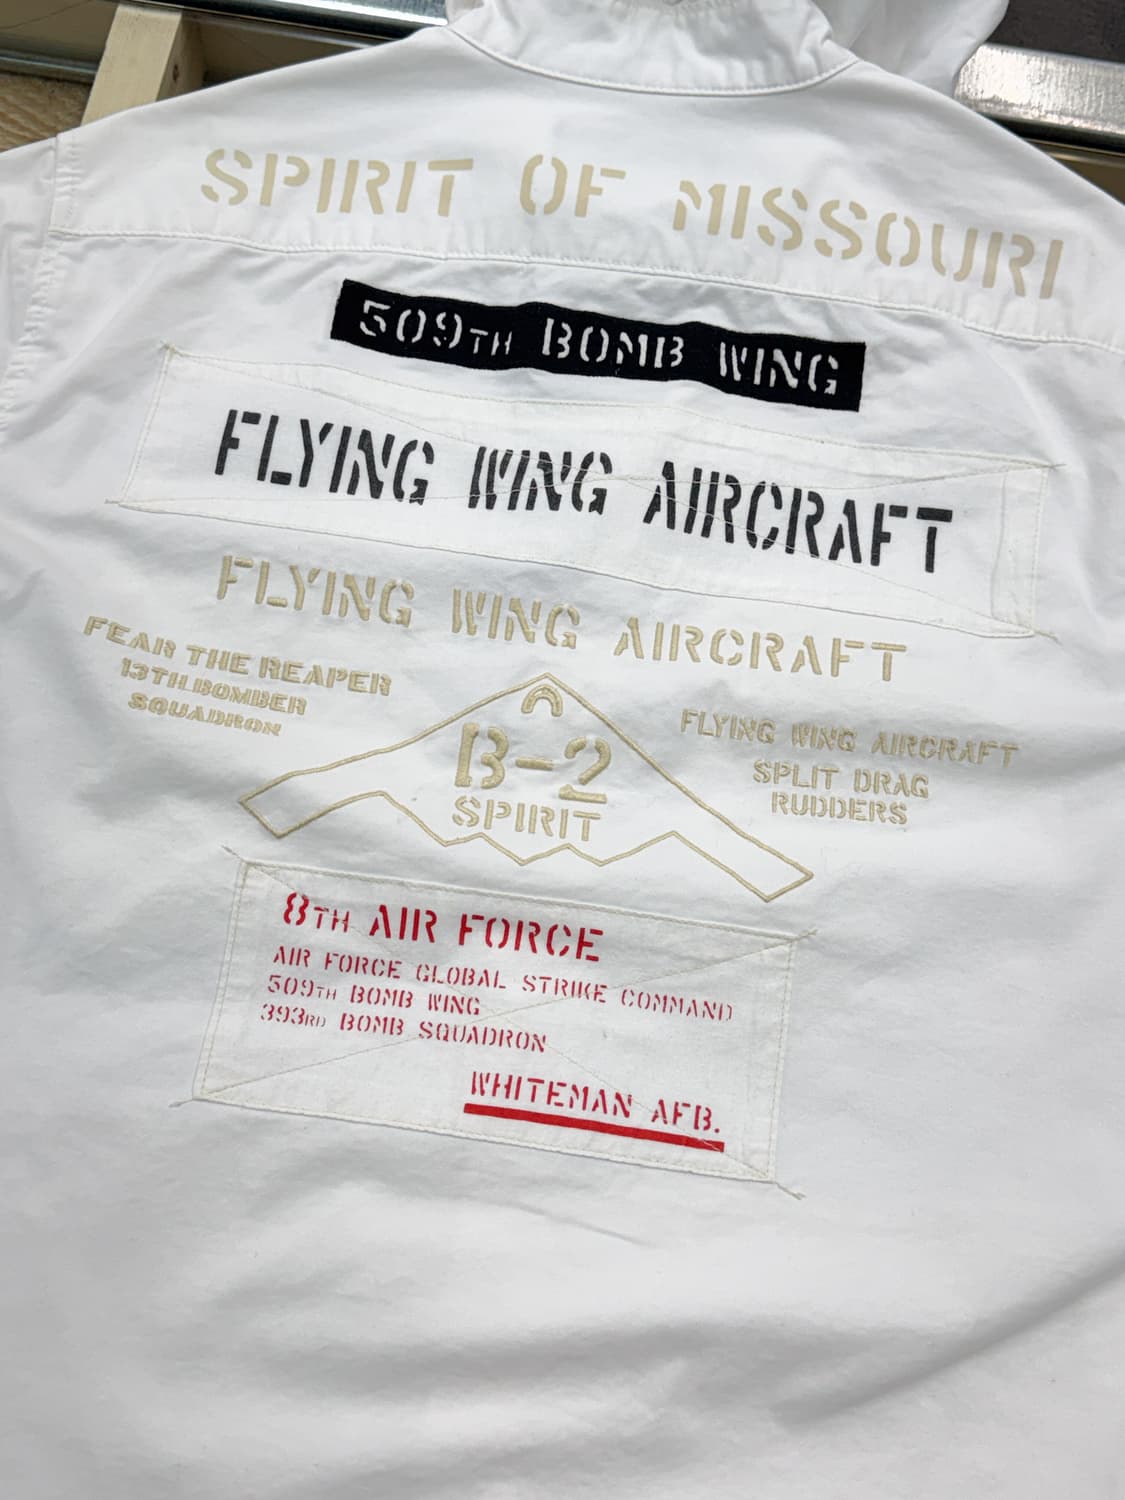 SPIRIT OF MISSOURI
509TH BOMB WING
FLYING WING AIRCRAFT
FLYING WING AIRCRAFT
FEAR THE REAPER
13TH.BOMBER
SQUADRON
B-2
SPIRIT
FLYING WING AIRCRAFT
SPLIT DRAG
RUDDERS
8TH AIR FORCE
AIR FORCE GLOBAL STRIKE COMMAND
509TH BOMB WING
393RD BOMB SQUADRON
WHITEMAN AFB.